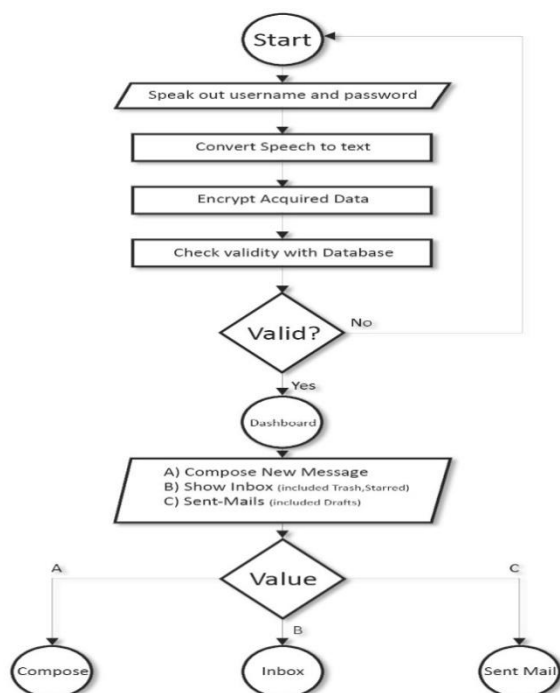 Start
Speak out username and password
Convert Speech to text
Encrypt Acquired Data
Check validity with Database
Valid?
No
Yes
Dashboard
A) Compose New Message
B) Show Inbox (included Trash,Starred)
C) Sent-Mails (included Drafts)
A
Value
C
B
Compose
Inbox
Sent Mail